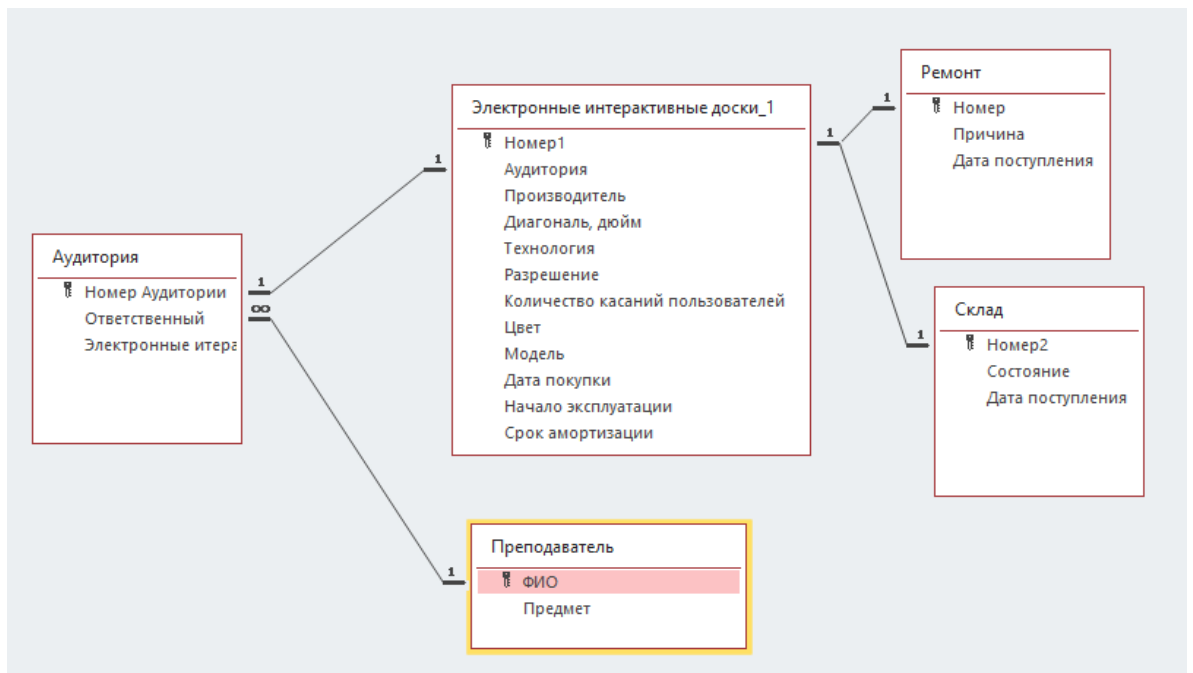 Аудитория
Номер Аудитории
Ответственный
Электронные итера
1
∞
1
Электронные интерактивные доски_1
Номер1
Аудитория
Производитель
Диагональ, дюйм
Технология
Разрешение
Количество касаний пользователей
Цвет
Модель
Дата покупки
Начало эксплуатации
Срок амортизации
1
1
Ремонт
Номер
Причина
Дата поступления
1
Склад
Номер2
Состояние
Дата поступления
1
Преподаватель
ФИО
Предмет